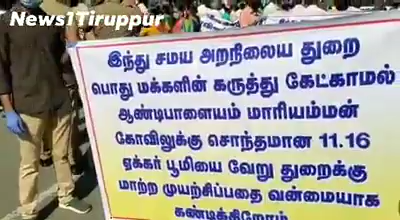 News1Tiruppur
இந்து சமய அறநிலைய துறை
பொது மக்களின் கருத்து கேட்காமல்
ஆண்டிபாளையம் மாரியம்மன்
கோவிலுக்கு சொந்தமான 11.16
ஏக்கர் பூமியை வேறு துறைக்கு
மாற்ற முயற்சிப்பதை வன்மையாக
கண்டிக்கிறோம்